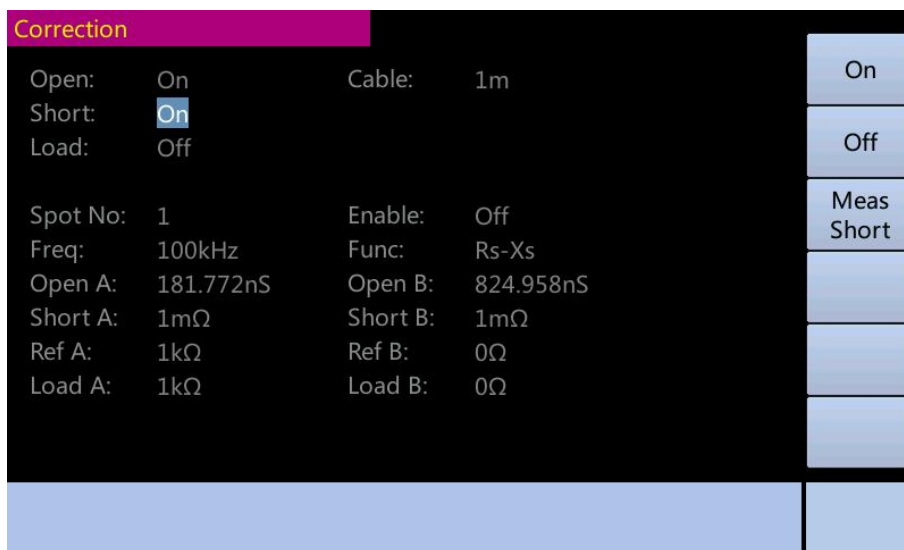 Correction
Open: On Cable: 1m
Short: On
Load: Off
Spot No: 1 Enable: Off
Freq: 100kHz Func: Rs-Xs
Open A: 181.772nS Open B: 824.958nS
Short A: 1mΩ Short B: 1mΩ
Ref A: 1kΩ Ref B: 0Ω
Load A: 1kΩ Load B: 0Ω
On
Off
Meas
Short